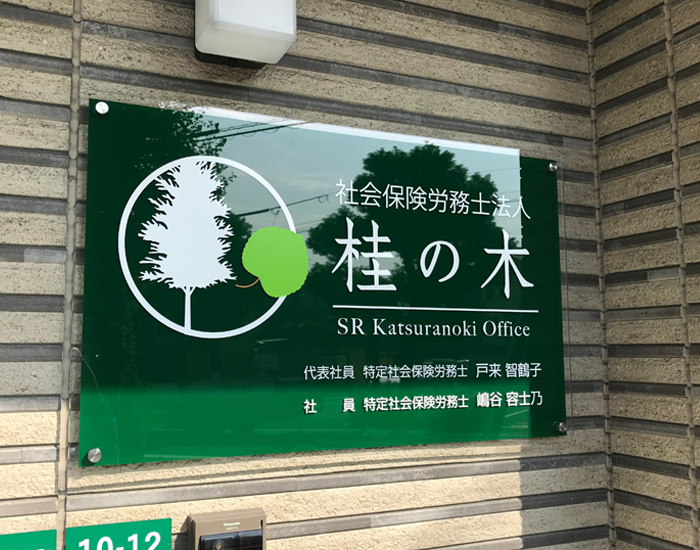 社会保険労務士法人
桂の木
SR Katsuranoki Office
代表社員 特定社会保険労務士 戸来 智鶴子
社 員 特定社会保険労務士 嶋谷 容士乃
10-12